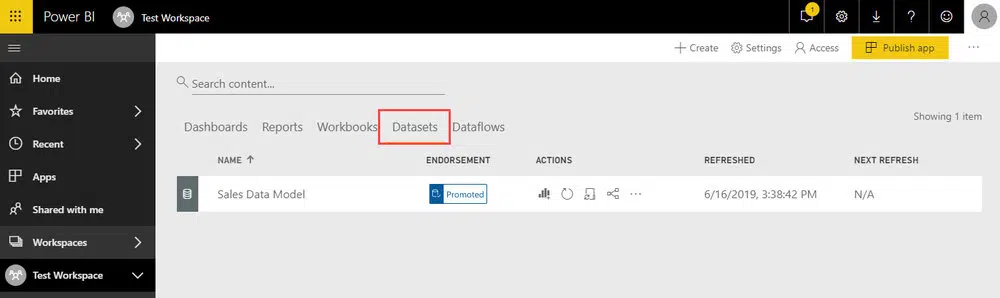 Power BI Test Workspace 1
Create Settings Access Publish app ...
Home
Favorites
Recent
Apps
Shared with me
Workspaces
Test Workspace
Search content...
Dashboards Reports Workbooks Datasets Dataflows
Showing 1 item
NAME ENDORSEMENT ACTIONS REFRESHED NEXT REFRESH
Sales Data Model Promoted ... 6/16/2019, 3:38:42 PM N/A